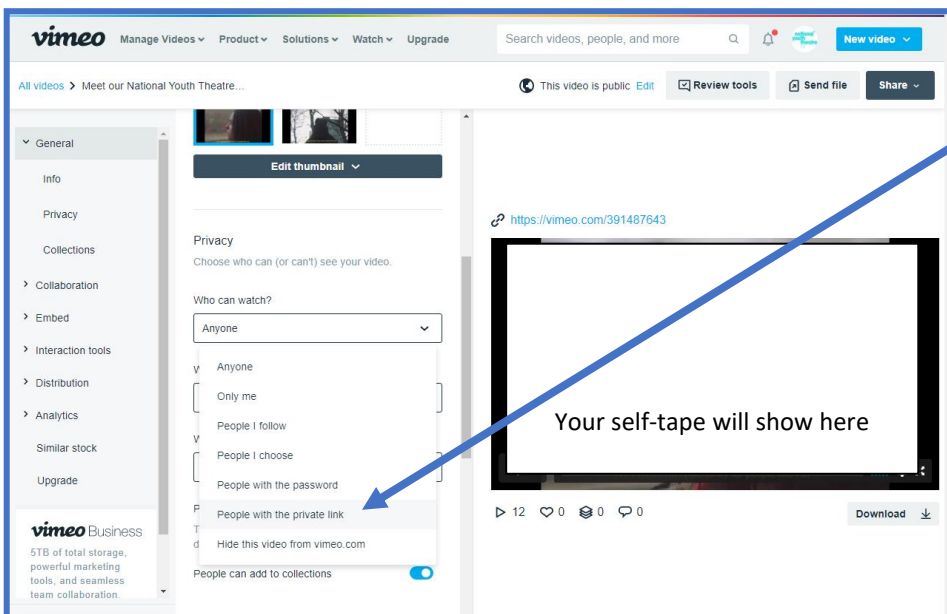 vimeo Manage Videos Product Solutions Watch Upgrade Search videos, people, and more New video
All videos > Meet our National Youth Theatre... This video is public Edit Review tools Send file Share
General
Info
Privacy
Collections
Collaboration
Embed
Interaction tools
Distribution
Analytics
Similar stock
Upgrade
vimeo Business
5TB of total storage,
powerful marketing
tools, and seamless
team collaboration.
Edit thumbnail
Privacy
Choose who can (or can't) see your video.
Who can watch?
Anyone
W
Anyone
Only me
People I follow
W
People I choose
People with the password
P
People with the private link
T
d
Hide this video from vimeo.com
People can add to collections
https://vimeo.com/391487643
Your self-tape will show here
12 0 0 0 Download